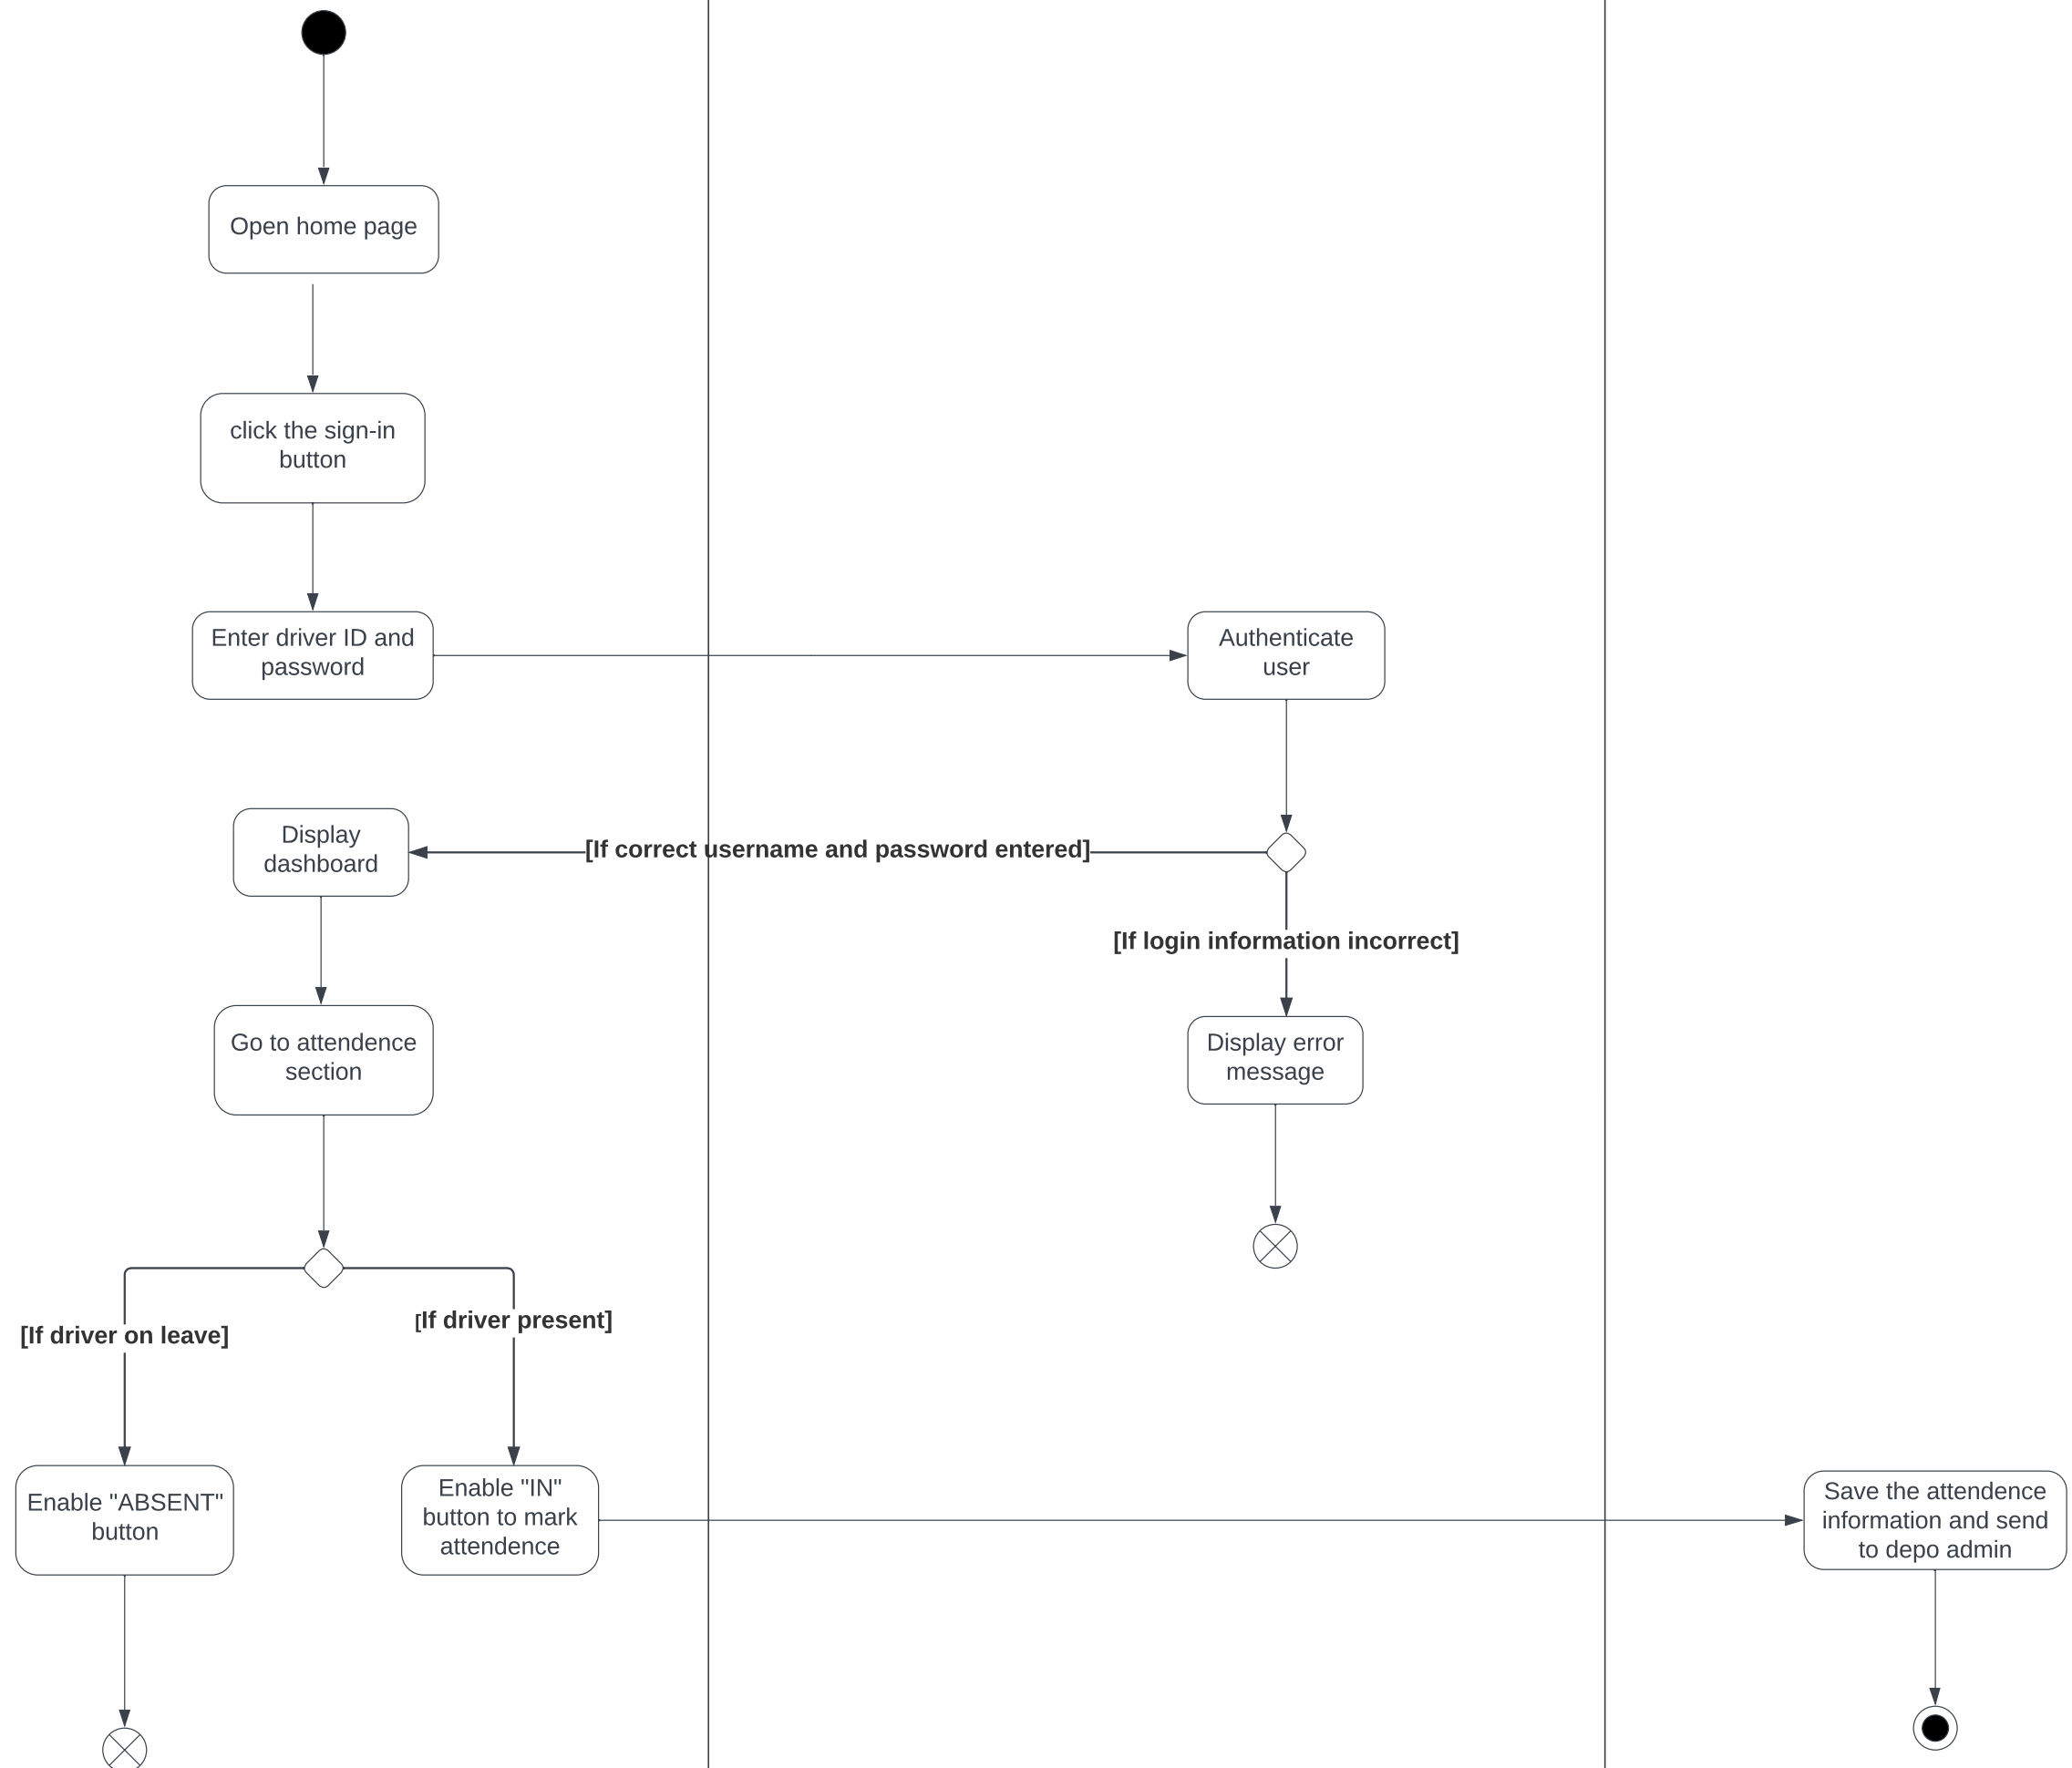 Open home page
click the sign-in
button
Enter driver ID and
password
Authenticate
user
Display
dashboard
[If correct username and password entered]
[If login information incorrect]
Go to attendence
section
Display error
message
[If driver on leave]
[If driver present]
Enable "ABSENT"
button
Enable "IN"
button to mark
attendence
Save the attendence
information and send
to depo admin